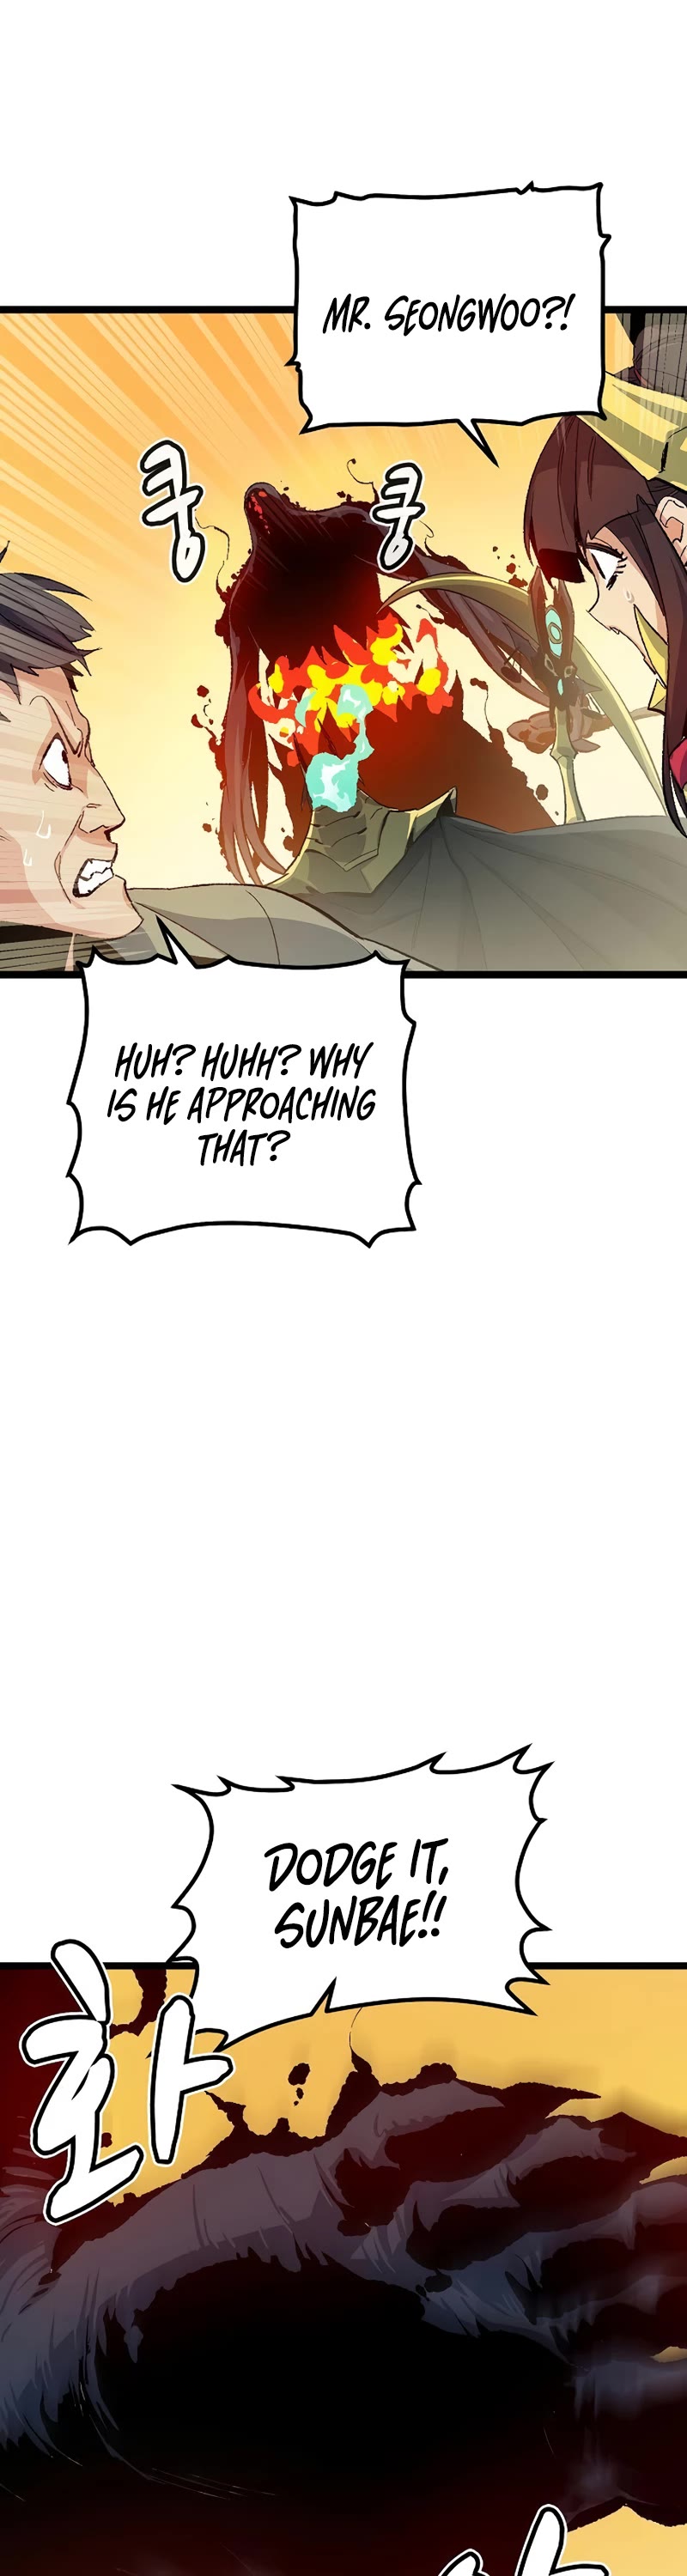 MR. SEONGWOO?!
쿵
쿵
HUH? HUHH? WHY
IS HE APPROACHING
THAT?
DODGE IT,
SUNBAE!!
화